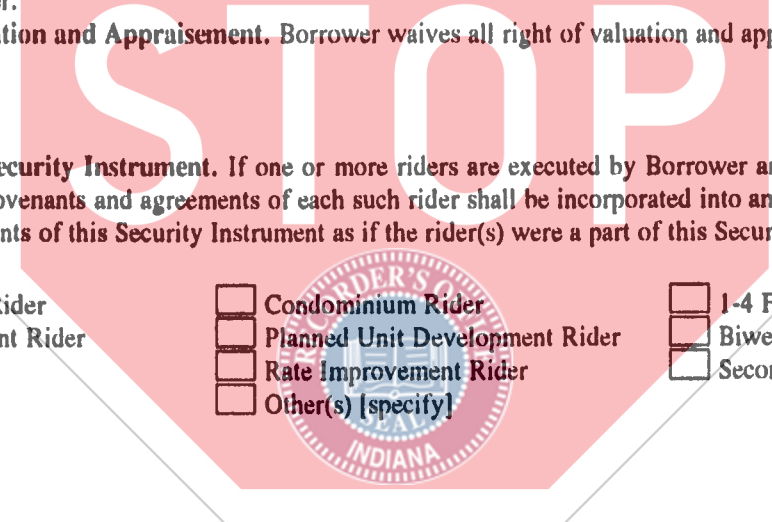 er.
ation and Appraisement. Borrower waives all right of valuation and app
ecurity Instrument. If one or more riders are executed by Borrower an
ovenants and agreements of each such rider shall be incorporated into an
nts of this Security Instrument as if the rider(s) were a part of this Secur
Rider
Condominium Rider
1-4 F
nt Rider
Planned Unit Development Rider
Biwe
Rate Improvement Rider
Secon
Other(s) [specify]
STOP
RECORDER'S OFFICE
SEAL
INDIANA